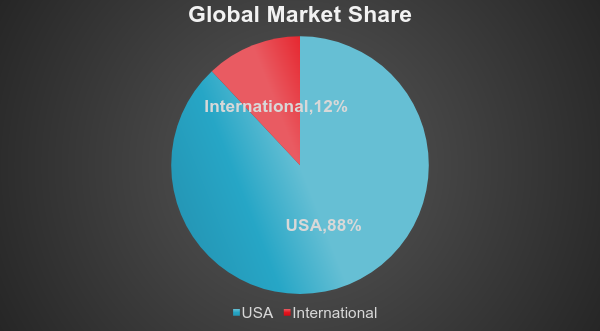 Global Market Share
International,12%
USA,88%
USA International